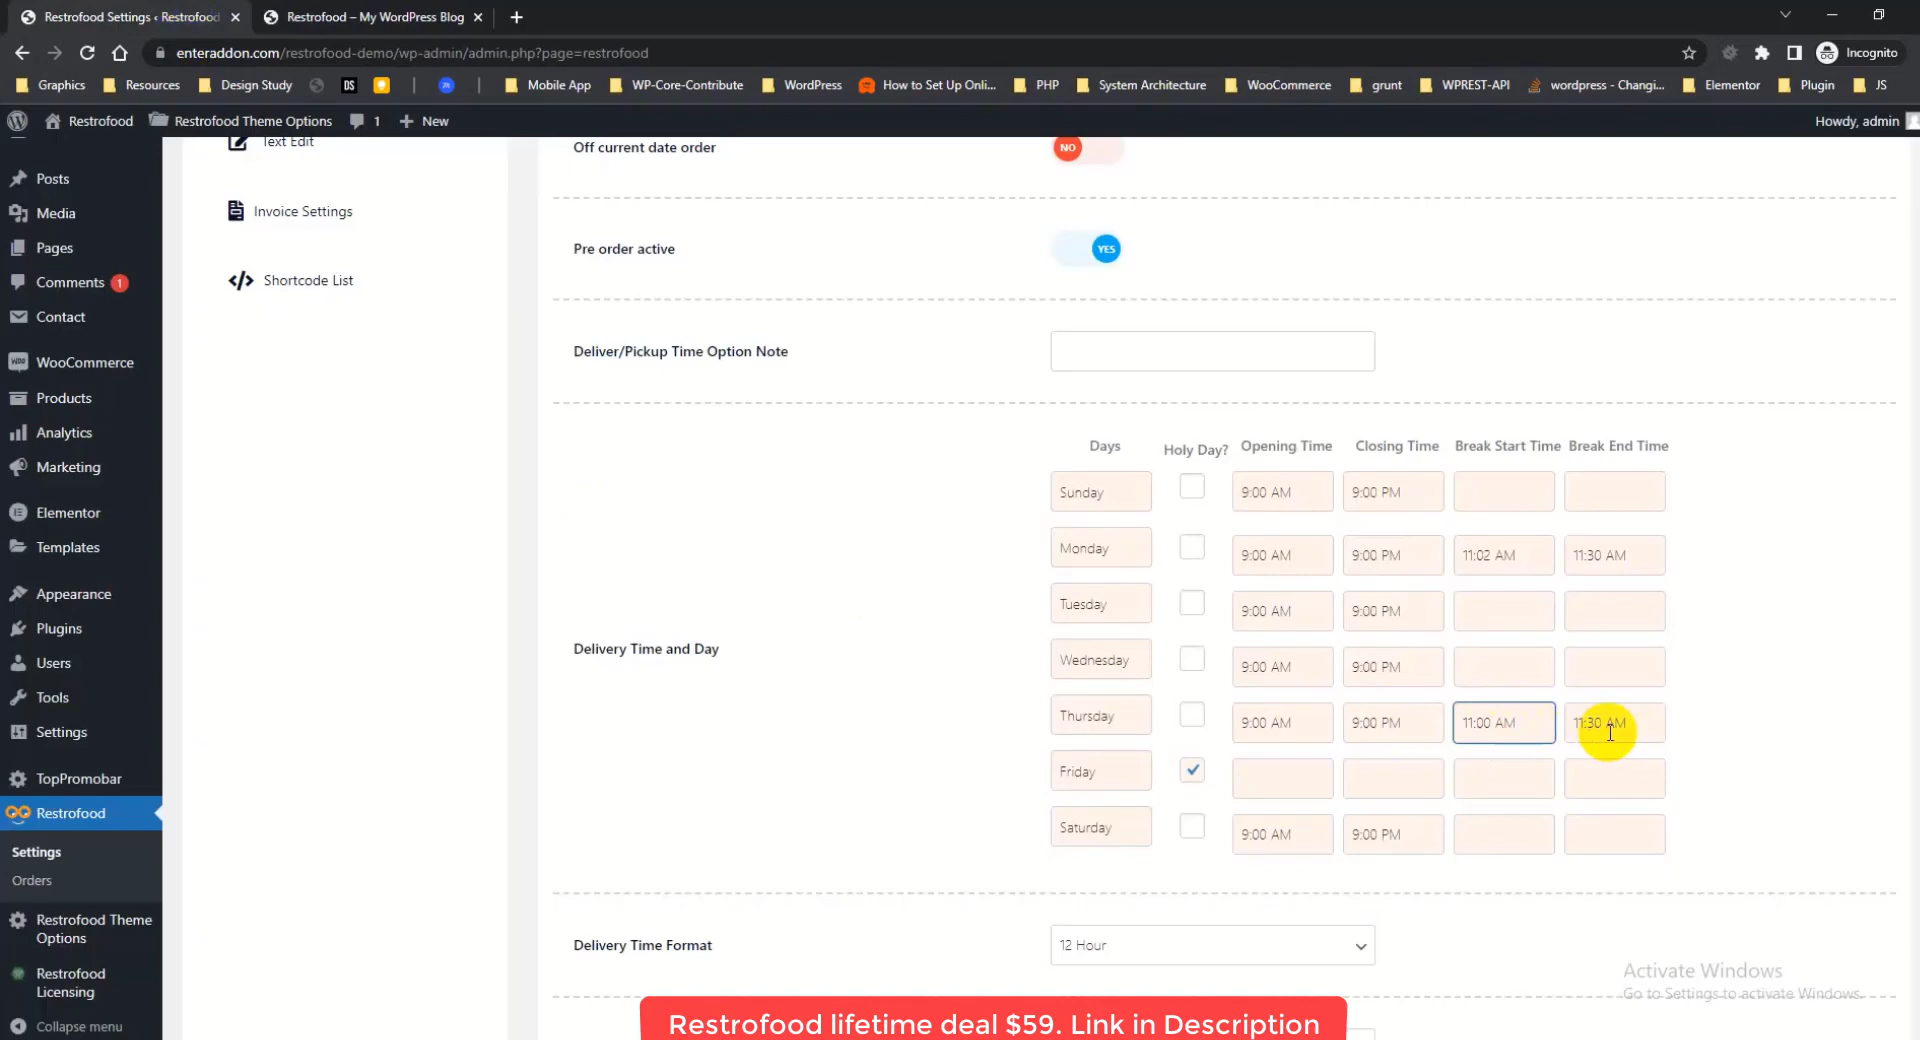 Restrofood Settings ‹ Restrofood
Restrofood – My WordPress Blog
enteraddon.com/restrofood-demo/wp-admin/admin.php?page=restrofood
Incognito
Graphics
Resources
Design Study
DS
Mobile App
WP-Core-Contribute
WordPress
How to Set Up Onli...
PHP
System Architecture
WooCommerce
grunt
WPREST-API
wordpress - Changi...
Elementor
Plugin
JS
Restrofood
Restrofood Theme Options
1
New
Howdy, admin
Posts
Media
Pages
Comments 1
Contact
WooCommerce
Products
Analytics
Marketing
Elementor
Templates
Appearance
Plugins
Users
Tools
Settings
TopPromobar
Restrofood
Settings
Orders
Restrofood Theme
Options
Restrofood
Licensing
Collapse menu
Text Edit
Invoice Settings
Shortcode List
Off current date order
NO
Pre order active
YES
Deliver/Pickup Time Option Note
Delivery Time and Day
Days Holy Day? Opening Time Closing Time Break Start Time Break End Time
Sunday 9:00 AM 9:00 PM
Monday 9:00 AM 9:00 PM 11:02 AM 11:30 AM
Tuesday 9:00 AM 9:00 PM
Wednesday 9:00 AM 9:00 PM
Thursday 9:00 AM 9:00 PM 11:00 AM 11:30 AM
Friday
Saturday 9:00 AM 9:00 PM
Delivery Time Format
12 Hour
Activate Windows
Go to Settings to activate Windows.
Restrofood lifetime deal $59. Link in Description